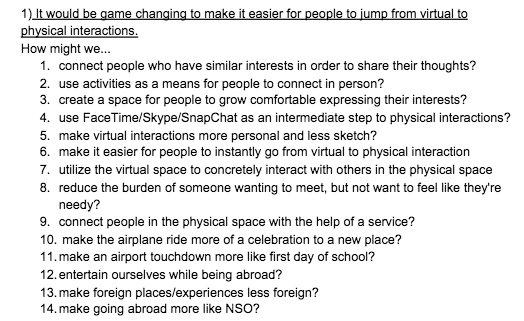 1) It would be game changing to make it easier for people to jump from virtual to
physical interactions.
How might we...
1. connect people who have similar interests in order to share their thoughts?
2. use activities as a means for people to connect in person?
3. create a space for people to grow comfortable expressing their interests?
4. use FaceTime/Skype/SnapChat as an intermediate step to physical interactions?
5. make virtual interactions more personal and less sketch?
6. make it easier for people to instantly go from virtual to physical interaction
7. utilize the virtual space to concretely interact with others in the physical space
8. reduce the burden of someone wanting to meet, but not want to feel like they're
needy?
9. connect people in the physical space with the help of a service?
10. make the airplane ride more of a celebration to a new place?
11. make an airport touchdown more like first day of school?
12. entertain ourselves while being abroad?
13. make foreign places/experiences less foreign?
14. make going abroad more like NSO?